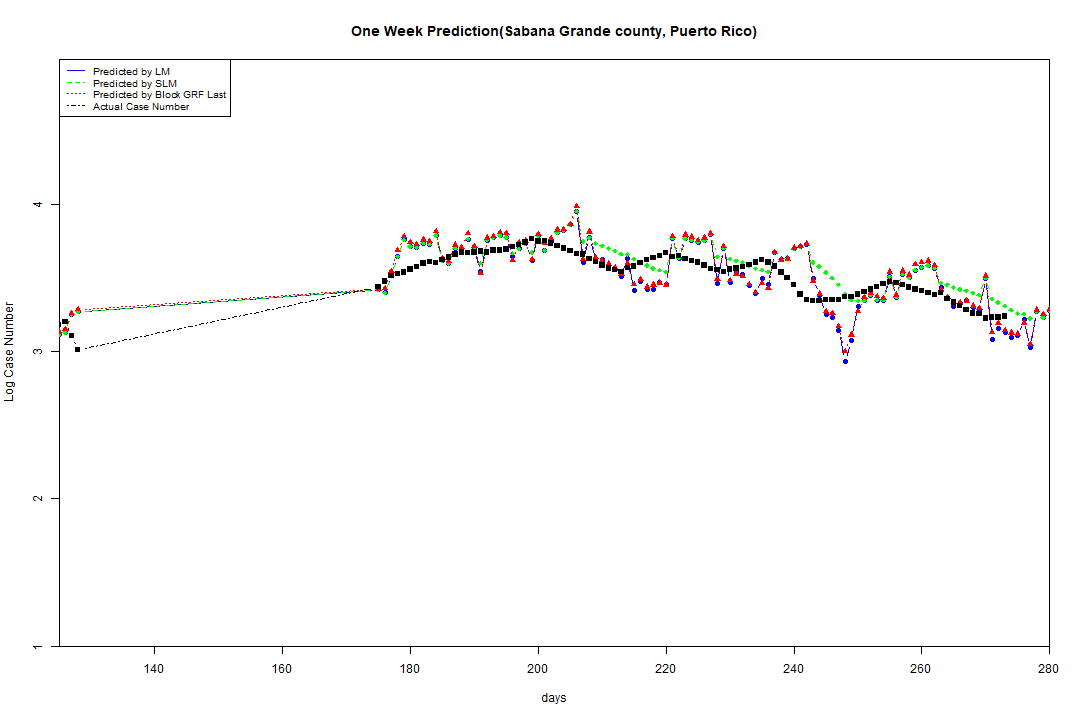 One Week Prediction(Sabana Grande county, Puerto Rico)
Predicted by LM
Predicted by SLM
Predicted by Block GRF Last
Actual Case Number
4
3
2
1
Log Case Number
140 160 180 200 220 240 260 280
days